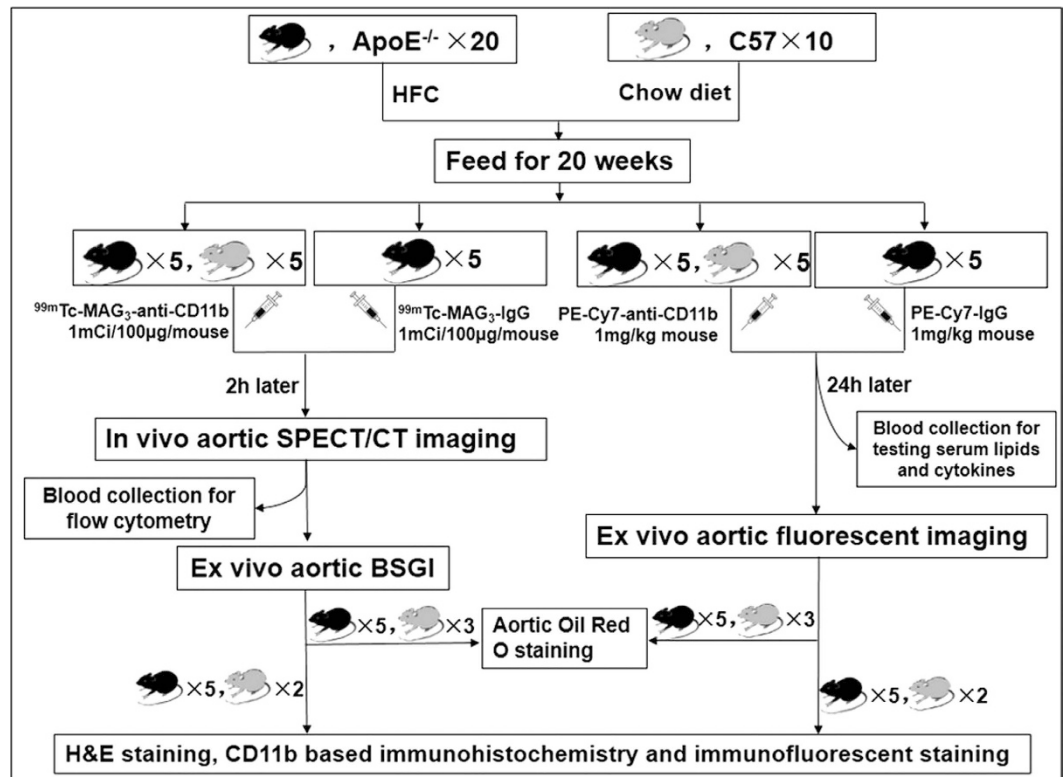 , ApoE-/- ×20
, C57×10
HFC
Chow diet
Feed for 20 weeks
×5, ×5
×5
×5, ×5
×5
99mTc-MAG3-anti-CD11b
1mCi/100μg/mouse
99mTc-MAG3-IgG
1mCi/100μg/mouse
PE-Cy7-anti-CD11b
1mg/kg mouse
PE-Cy7-IgG
1mg/kg mouse
2h later
24h later
In vivo aortic SPECT/CT imaging
Blood collection for
testing serum lipids
and cytokines
Blood collection for
flow cytometry
Ex vivo aortic fluorescent imaging
Ex vivo aortic BSGI
×5, ×3
Aortic Oil Red
O staining
×5, ×3
×5, ×2
×5, ×2
H&E staining, CD11b based immunohistochemistry and immunofluorescent staining